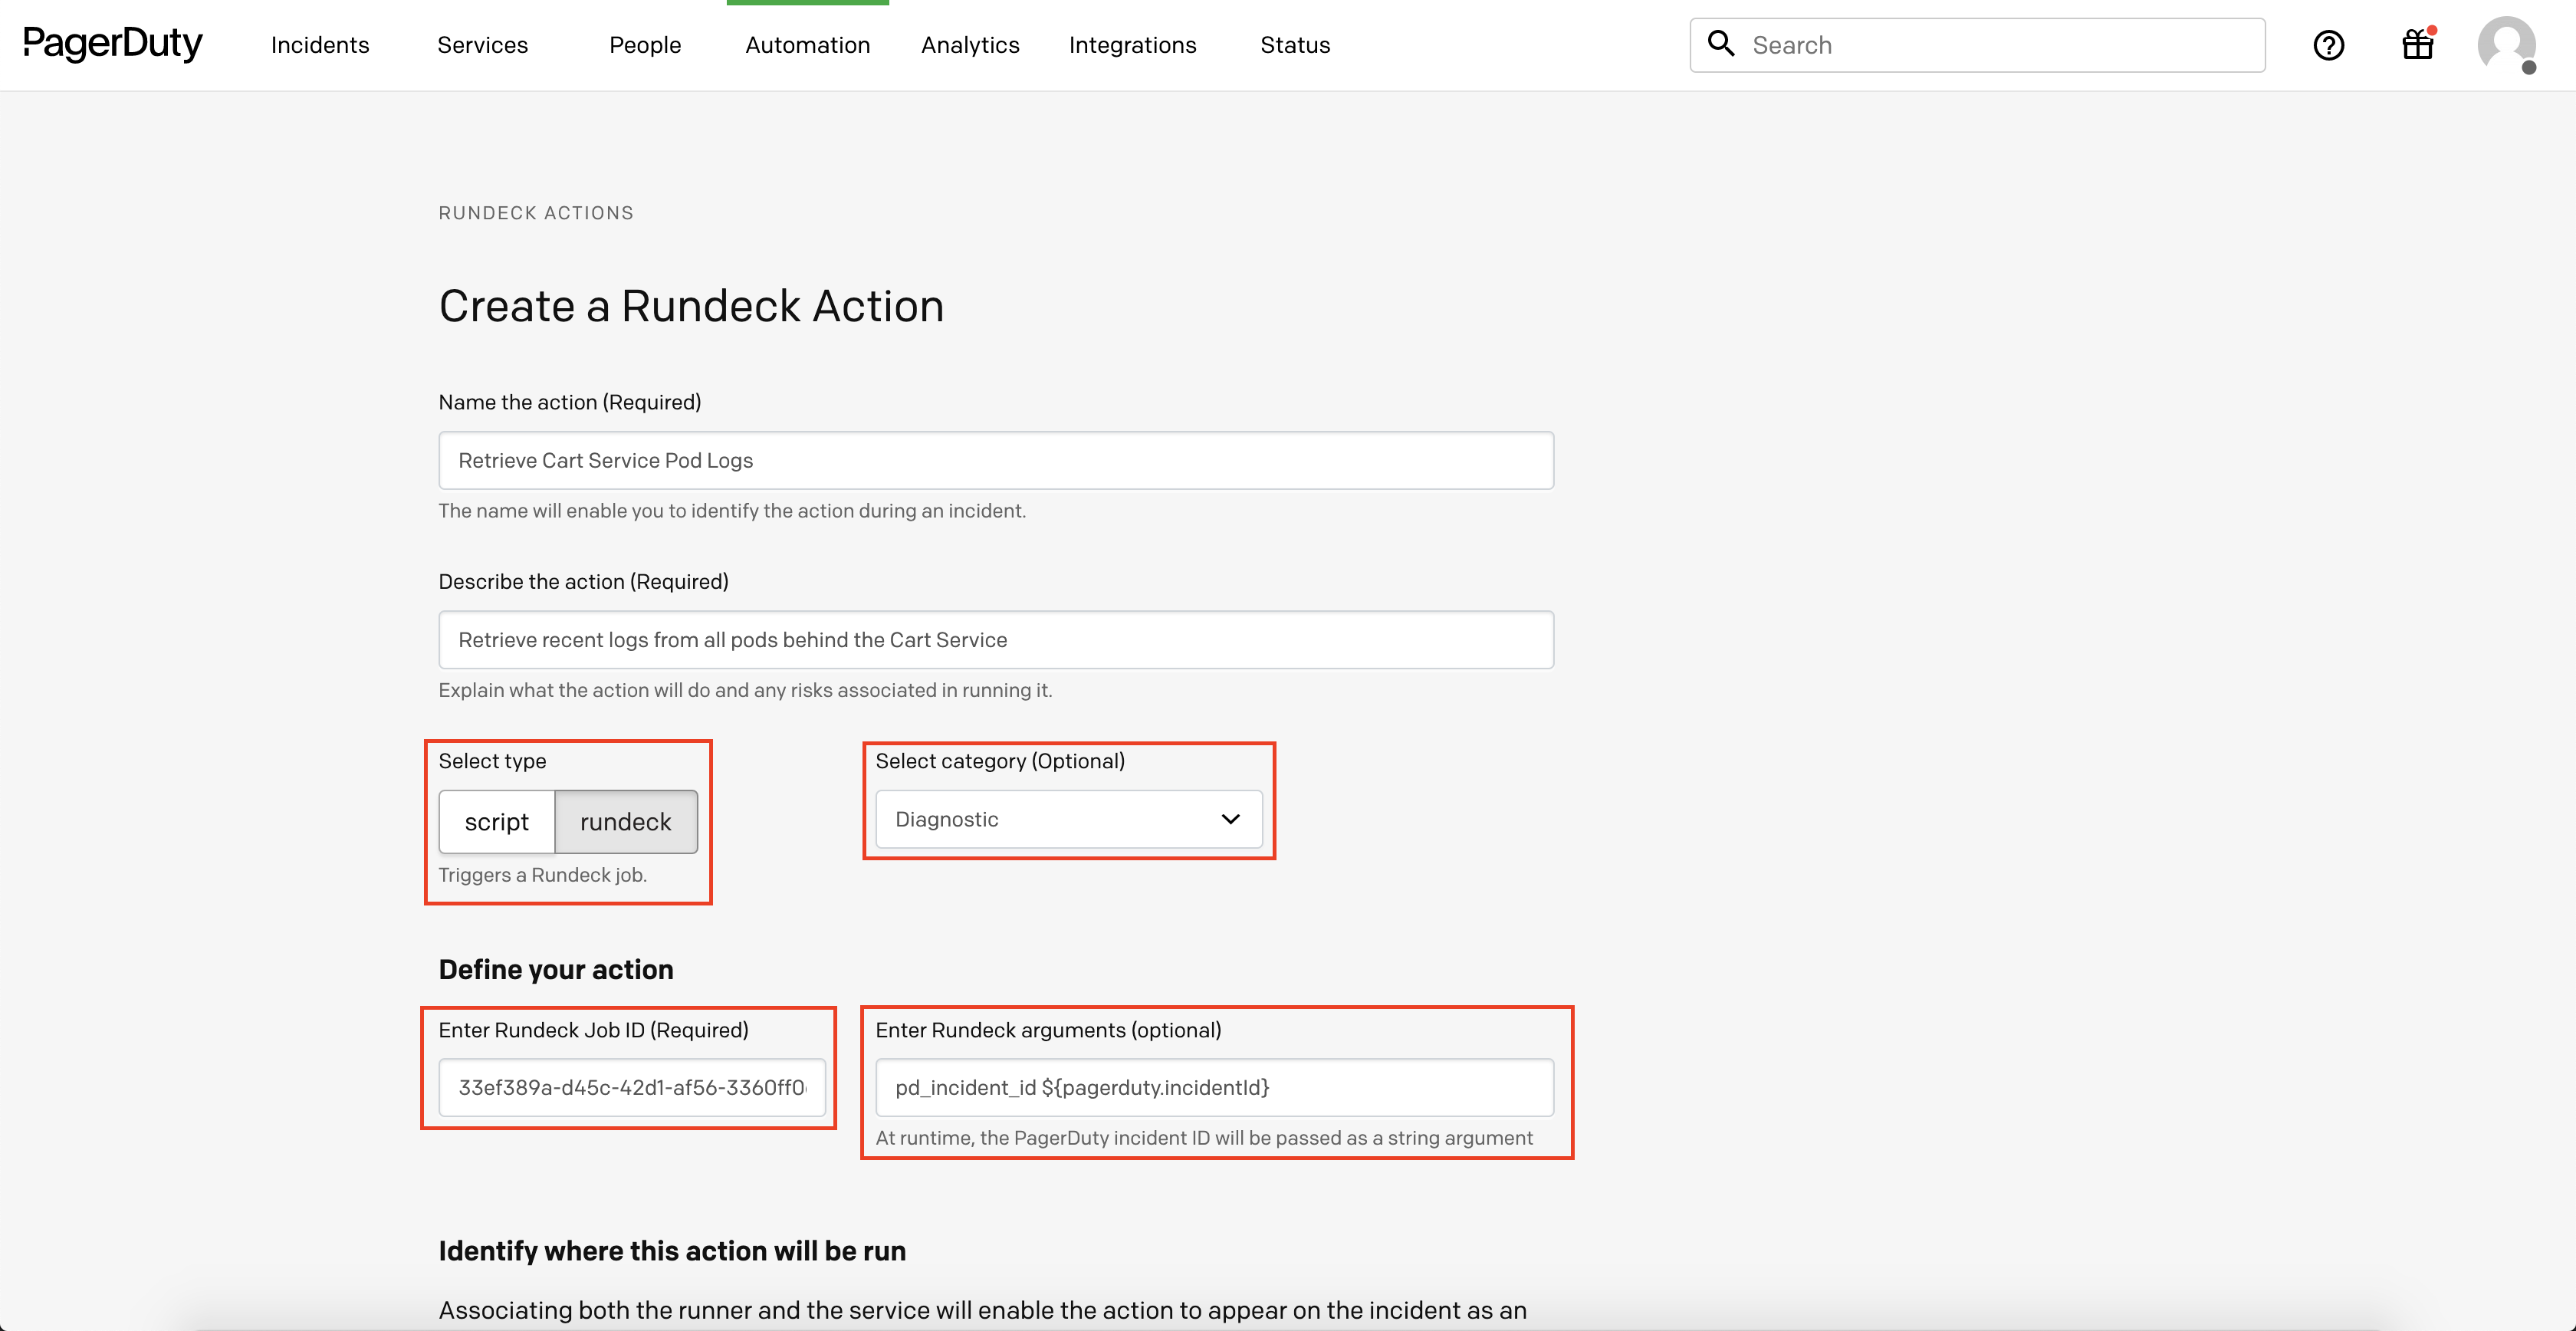 PagerDuty
Incidents
Services
People
Automation
Analytics
Integrations
Status
Search
RUNDECK ACTIONS
Create a Rundeck Action
Name the action (Required)
Retrieve Cart Service Pod Logs
The name will enable you to identify the action during an incident.
Describe the action (Required)
Retrieve recent logs from all pods behind the Cart Service
Explain what the action will do and any risks associated in running it.
Select type
script
rundeck
Triggers a Rundeck job.
Select category (Optional)
Diagnostic
Define your action
Enter Rundeck Job ID (Required)
33ef389a-d45c-42d1-af56-3360ff0
Enter Rundeck arguments (optional)
pd_incident_id ${pagerduty.incidentId}
At runtime, the PagerDuty incident ID will be passed as a string argument
Identify where this action will be run
Associating both the runner and the service will enable the action to appear on the incident as an